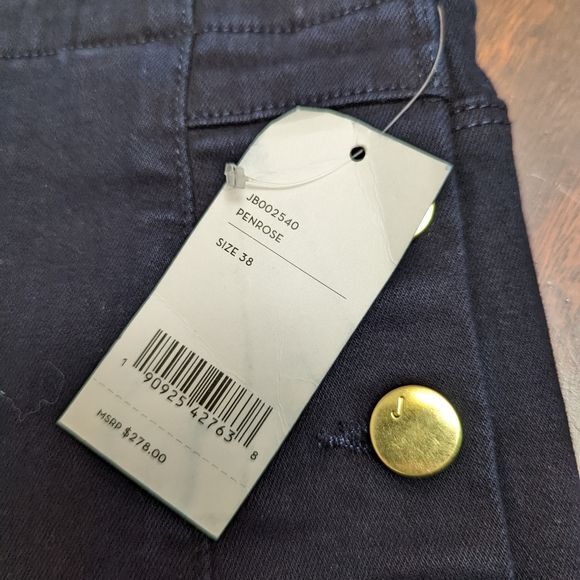 JB002540
PENROSE
SIZE 38
1 90925 42763 8
MSRP $278.00
J